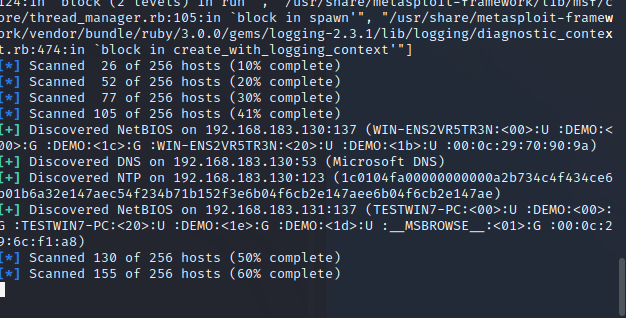 124:in `block (2 levels) in run'", "/usr/share/metasploit-framework/lib/msf/c
ore/thread_manager.rb:105:in `block in spawn'", "/usr/share/metasploit-framew
ork/vendor/bundle/ruby/3.0.0/gems/logging-2.3.1/lib/logging/diagnostic_contex
t.rb:474:in `block in create_with_logging_context'"]
[*] Scanned  26 of 256 hosts (10% complete)
[*] Scanned  52 of 256 hosts (20% complete)
[*] Scanned  77 of 256 hosts (30% complete)
[*] Scanned 105 of 256 hosts (41% complete)
[+] Discovered NetBIOS on 192.168.183.130:137 (WIN-ENS2VR5TR3N:<00>:U :DEMO:<
00>:G :DEMO:<1c>:G :WIN-ENS2VR5TR3N:<20>:U :DEMO:<1b>:U :00:0c:29:70:90:9a)
[+] Discovered DNS on 192.168.183.130:53 (Microsoft DNS)
[+] Discovered NTP on 192.168.183.130:123 (1c0104fa00000000000a2b734c4f434ce6
b01b6a32e147aec54f234b71b152f3e6b04f6cb2e147aee6b04f6cb2e147ae)
[+] Discovered NetBIOS on 192.168.183.131:137 (TESTWIN7-PC:<00>:U :DEMO:<00>:
G :TESTWIN7-PC:<20>:U :DEMO:<1e>:G :DEMO:<1d>:U :__MSBROWSE__:<01>:G :00:0c:2
9:6c:f1:a8)
[*] Scanned 130 of 256 hosts (50% complete)
[*] Scanned 155 of 256 hosts (60% complete)